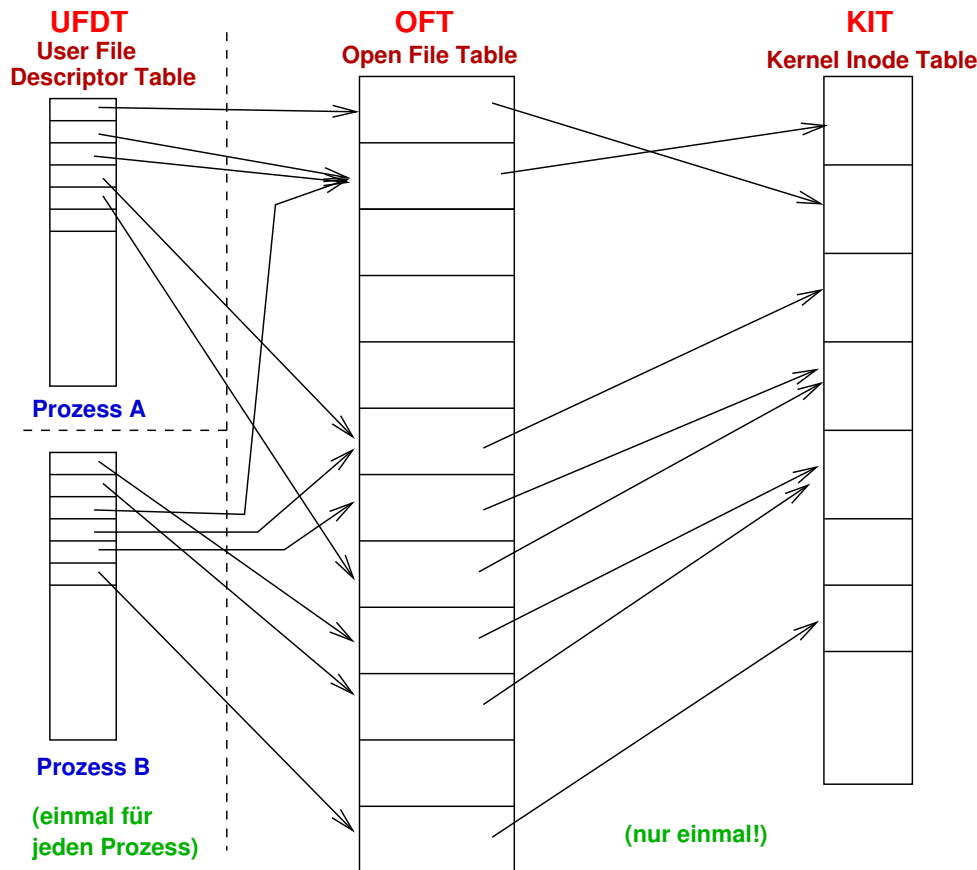 UFDT
User File
Descriptor Table
OFT
Open File Table
KIT
Kernel Inode Table
Prozess A
Prozess B
(einmal für
jeden Prozess)
(nur einmal!)